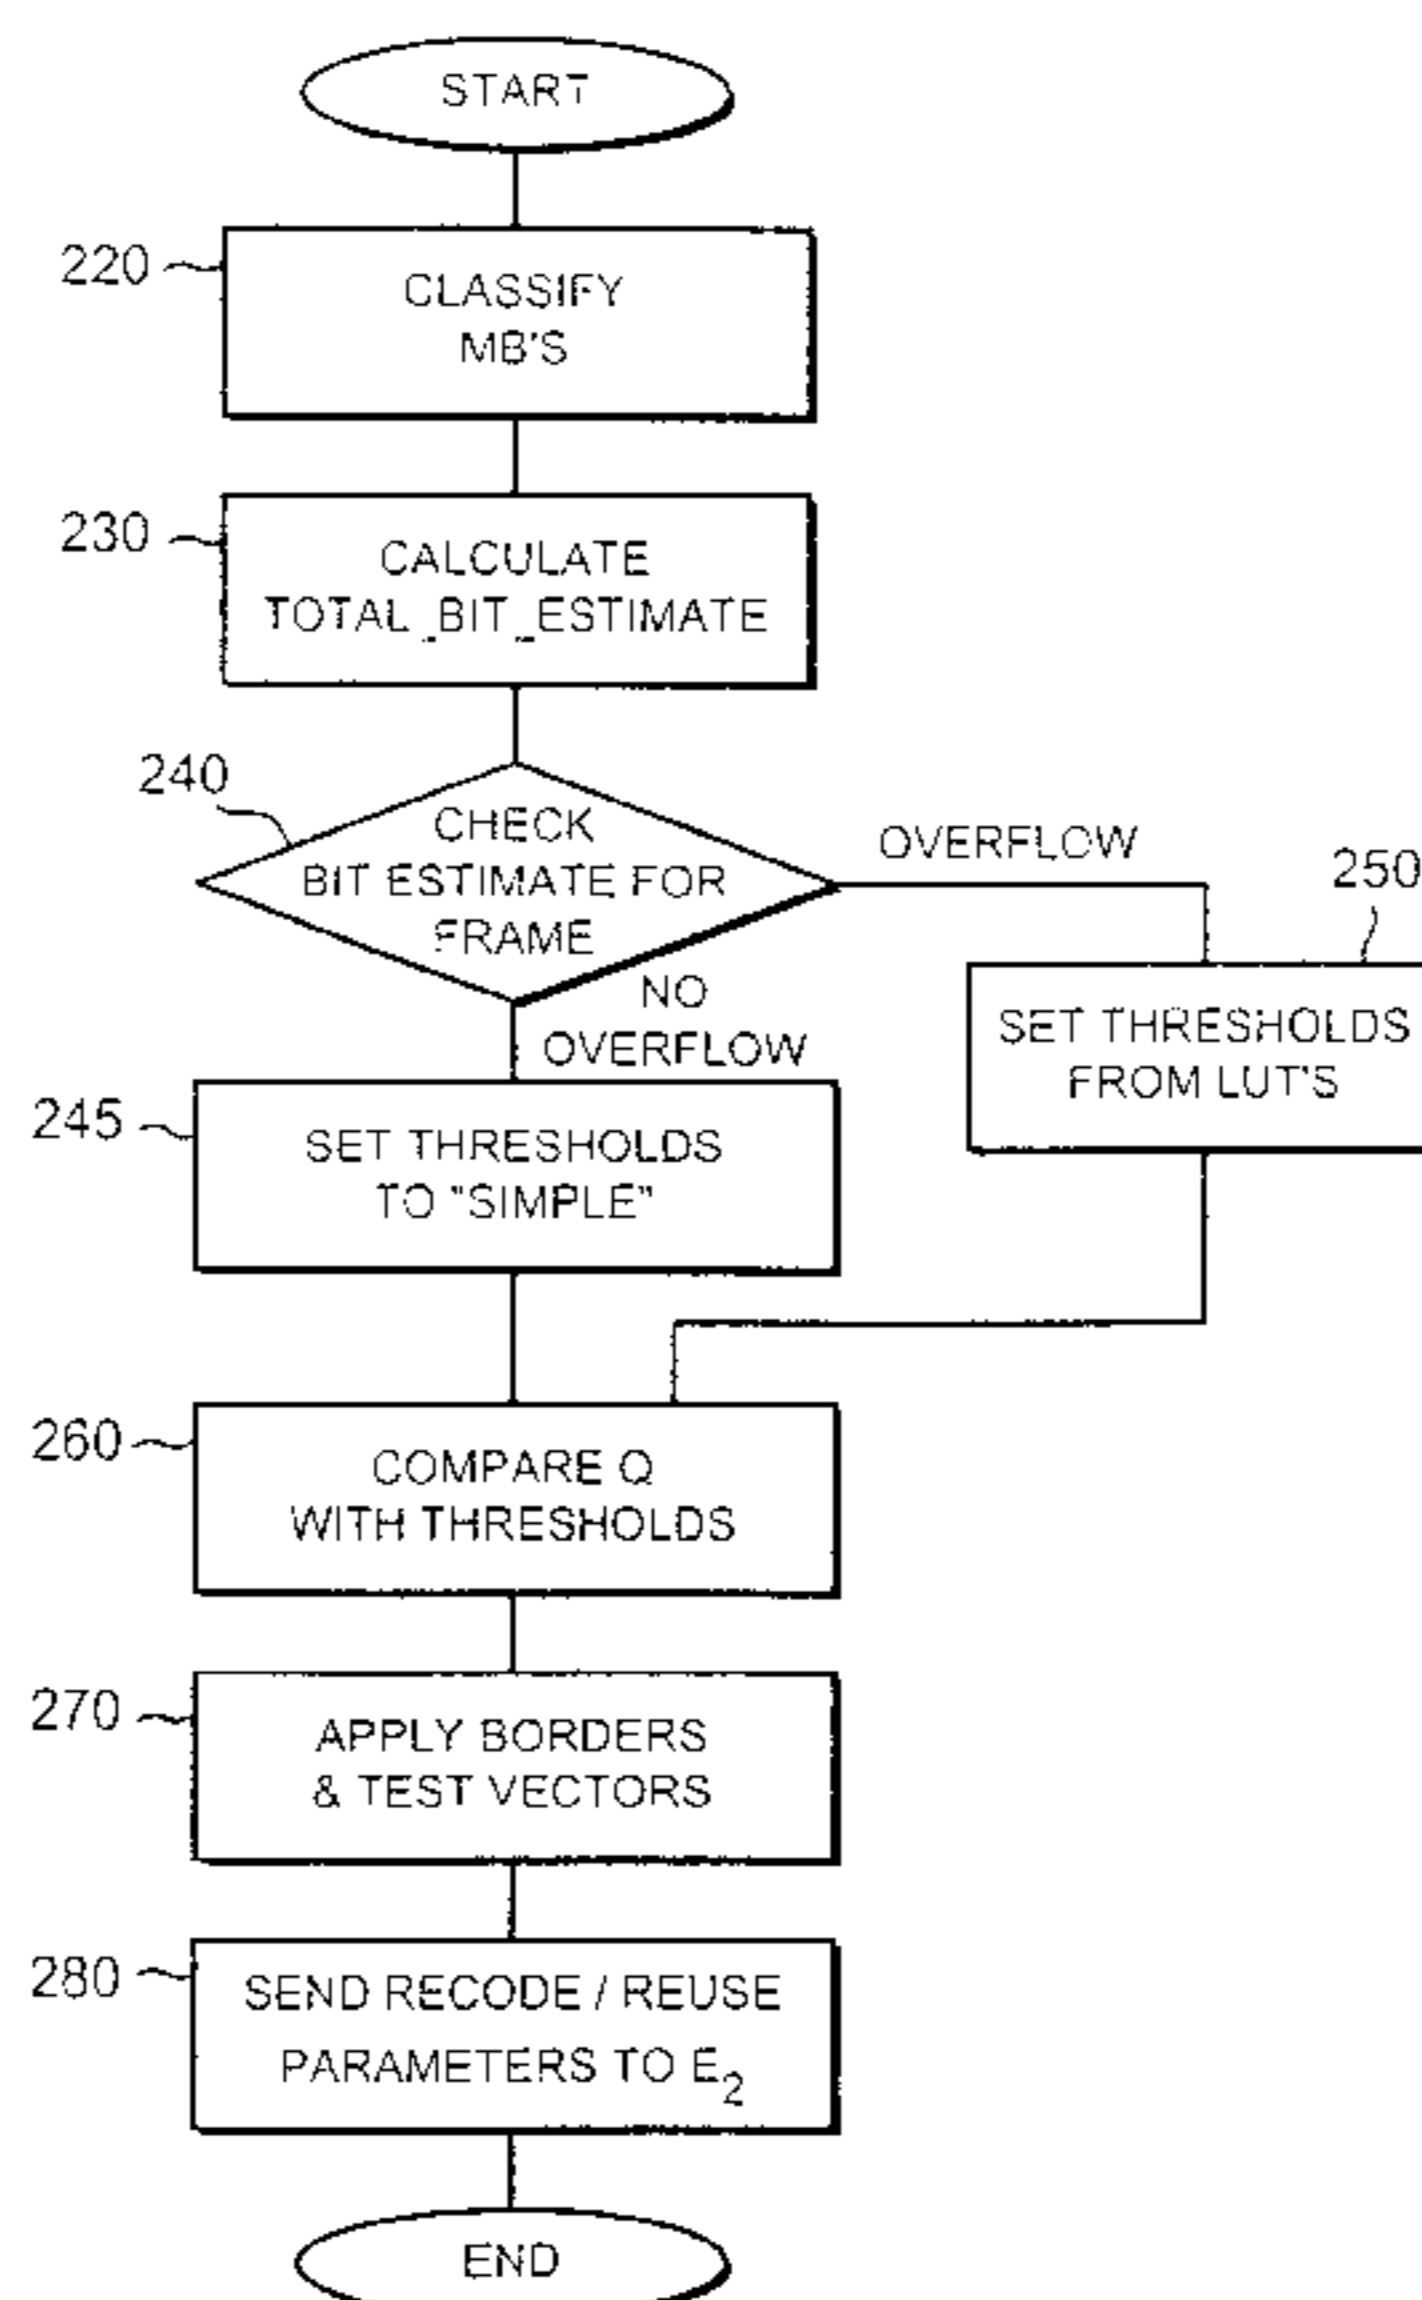 START
220
CLASSIFY
MB'S
230
CALCULATE
TOTAL_BIT_ESTIMATE
240
CHECK
BIT ESTIMATE FOR
FRAME
OVERFLOW
250
NO
OVERFLOW
SET THRESHOLDS
FROM LUT'S
245
SET THRESHOLDS
TO "SIMPLE"
260
COMPARE Q
WITH THRESHOLDS
270
APPLY BORDERS
& TEST VECTORS
280
SEND RECODE / REUSE
PARAMETERS TO E2
END